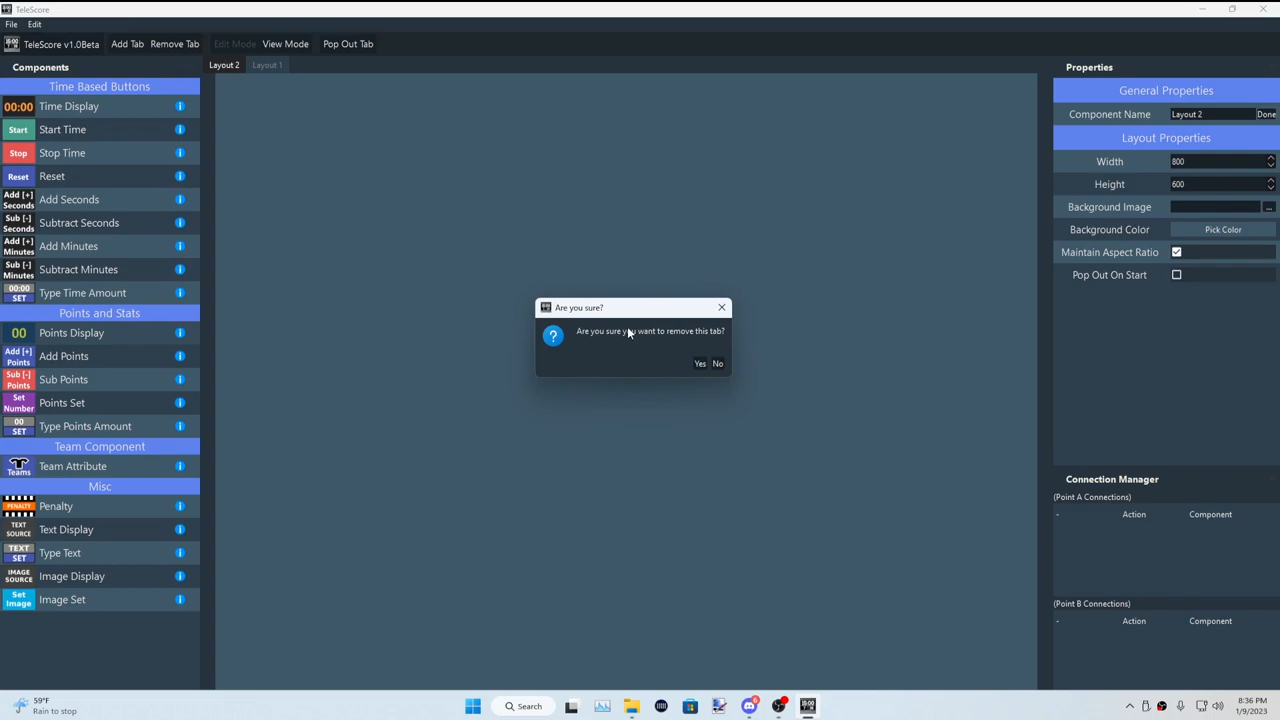 TeleScore
File Edit
TeleScore v1.0Beta Add Tab Remove Tab Edit Mode View Mode Pop Out Tab
Components
Layout 2 Layout 1
Properties
Time Based Buttons
00:00 Time Display
Start Start Time
Stop Stop Time
Reset Reset
Add [+] Seconds Add Seconds
Sub [-] Seconds Subtract Seconds
Add [+] Minutes Add Minutes
Sub [-] Minutes Subtract Minutes
00:00 SET Type Time Amount
Points and Stats
00 Points Display
Add [+] Points Add Points
Sub [-] Points Sub Points
Set Number Points Set
00 SET Type Points Amount
Team Component
Teams Team Attribute
Misc
PENALTY Penalty
TEXT SOURCE Text Display
TEXT SET Type Text
IMAGE SOURCE Image Display
Set Image Image Set
Are you sure?
Are you sure you want to remove this tab?
Yes No
General Properties
Component Name Layout 2 Done
Layout Properties
Width 800
Height 600
Background Image ...
Background Color Pick Color
Maintain Aspect Ratio
Pop Out On Start
Connection Manager
(Point A Connections)
- Action Component
(Point B Connections)
- Action Component
59°F
Rain to stop
Search
8:36 PM
1/9/2023